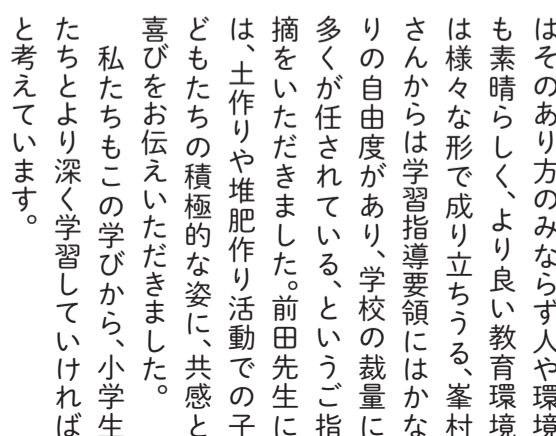 はそのあり方のみならず人や環境
も素晴らしく、より良い教育環境
は様々な形で成り立ちうる、峯村
さんからは学習指導要領にはかな
りの自由度があり、学校の裁量に
多くが任されている、というご指
摘をいただきました。前田先生に
は、土作りや堆肥作り活動での子
どもたちの積極的な姿に、共感と
喜びをお伝えいただきました。
私たちもこの学びから、小学生
たちとより深く学習していければ
と考えています。